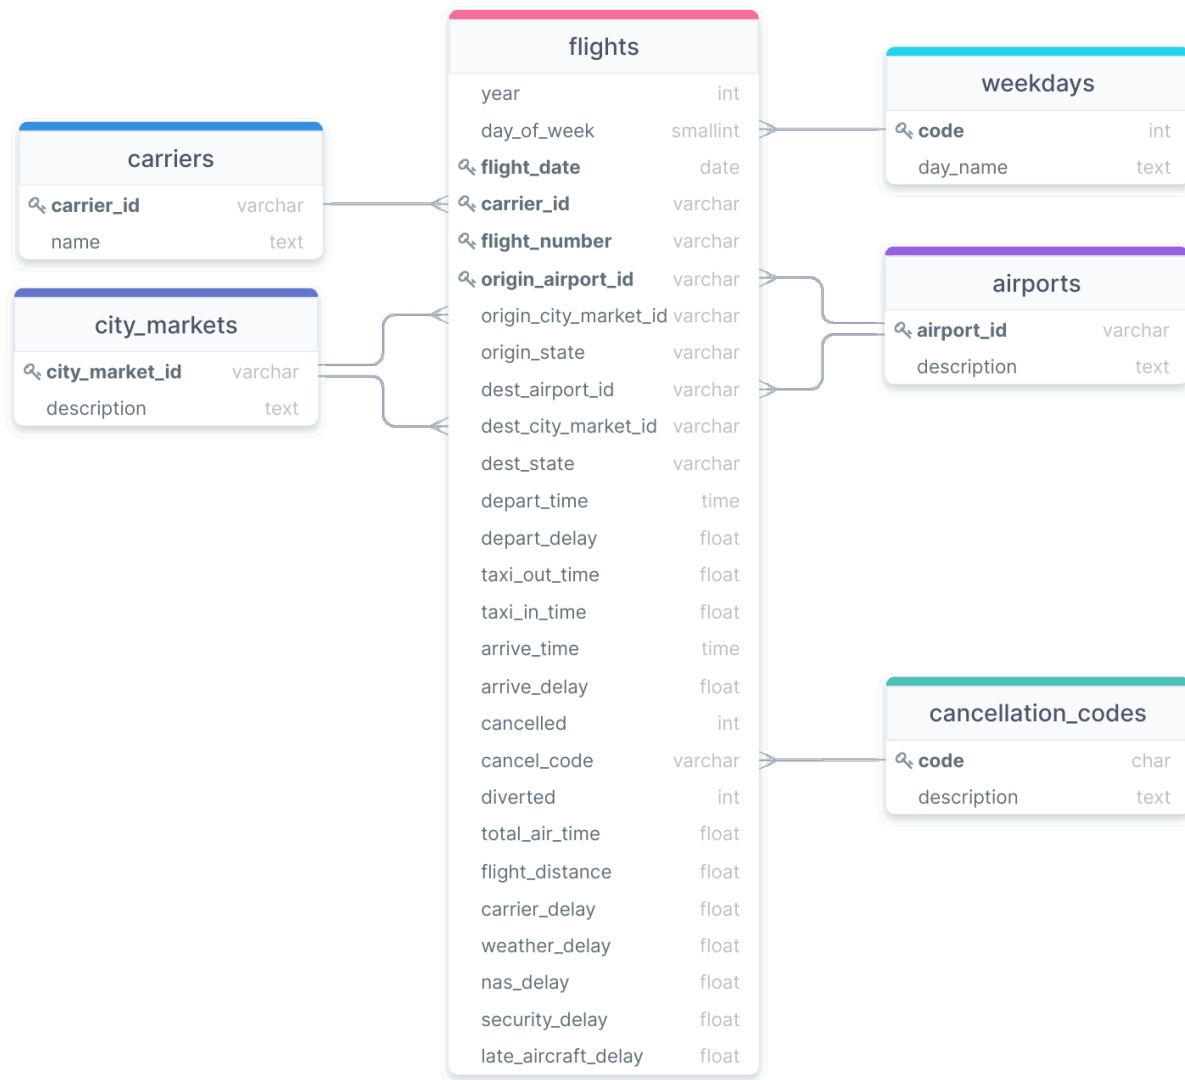 flights
year int
day_of_week smallint
flight_date date
carrier_id varchar
flight_number varchar
origin_airport_id varchar
origin_city_market_id varchar
origin_state varchar
dest_airport_id varchar
dest_city_market_id varchar
dest_state varchar
depart_time time
depart_delay float
taxi_out_time float
taxi_in_time float
arrive_time time
arrive_delay float
cancelled int
cancel_code varchar
diverted int
total_air_time float
flight_distance float
carrier_delay float
weather_delay float
nas_delay float
security_delay float
late_aircraft_delay float
carriers
carrier_id varchar
name text
city_markets
city_market_id varchar
description text
weekdays
code int
day_name text
airports
airport_id varchar
description text
cancellation_codes
code char
description text